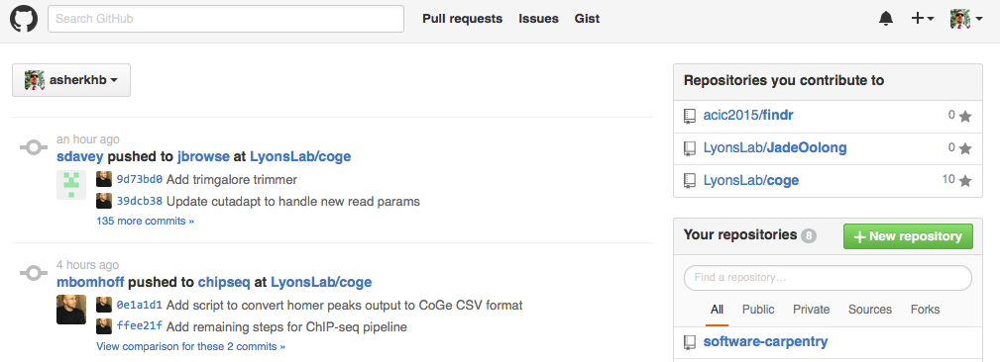 Search GitHub
Pull requests Issues Gist
asherkhb
an hour ago
sdavey pushed to jbrowse at LyonsLab/coge
9d73bd0 Add trimgalore trimmer
39dcb38 Update cutadapt to handle new read params
135 more commits »
4 hours ago
mbomhoff pushed to chipseq at LyonsLab/coge
0e1a1d1 Add script to convert homer peaks output to CoGe CSV format
ffee21f Add remaining steps for ChIP-seq pipeline
View comparison for these 2 commits »
Repositories you contribute to
acic2015/findr 0
LyonsLab/JadeOolong 0
LyonsLab/coge 10
Your repositories 8 New repository
Find a repository…
All Public Private Sources Forks
software-carpentry